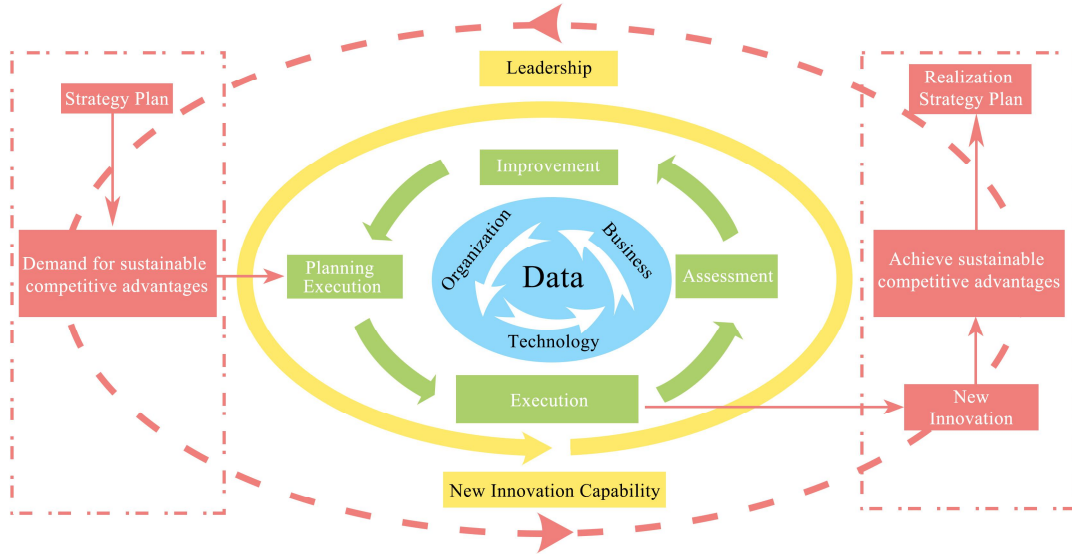 Leadership
Strategy Plan
Realization
Strategy Plan
Improvement
Organization
Business
Demand for sustainable
competitive advantages
Planning
Execution
Data
Assessment
Achieve sustainable
competitive advantages
Technology
Execution
New
Innovation
New Innovation Capability